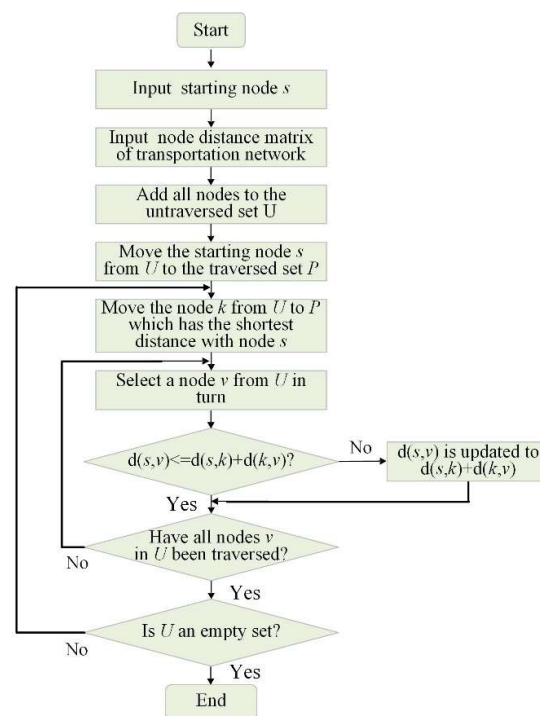 Start
Input starting node s
Input node distance matrix
of transportation network
Add all nodes to the
untraversed set U
Move the starting node s
from U to the traversed set P
Move the node k from U to P
which has the shortest
distance with node s
Select a node v from U in
turn
d(s,v)<=d(s,k)+d(k,v)?
No
d(s,v) is updated to
d(s,k)+d(k,v)
Yes
Have all nodes v
in U been traversed?
No
Yes
Is U an empty set?
No
Yes
End